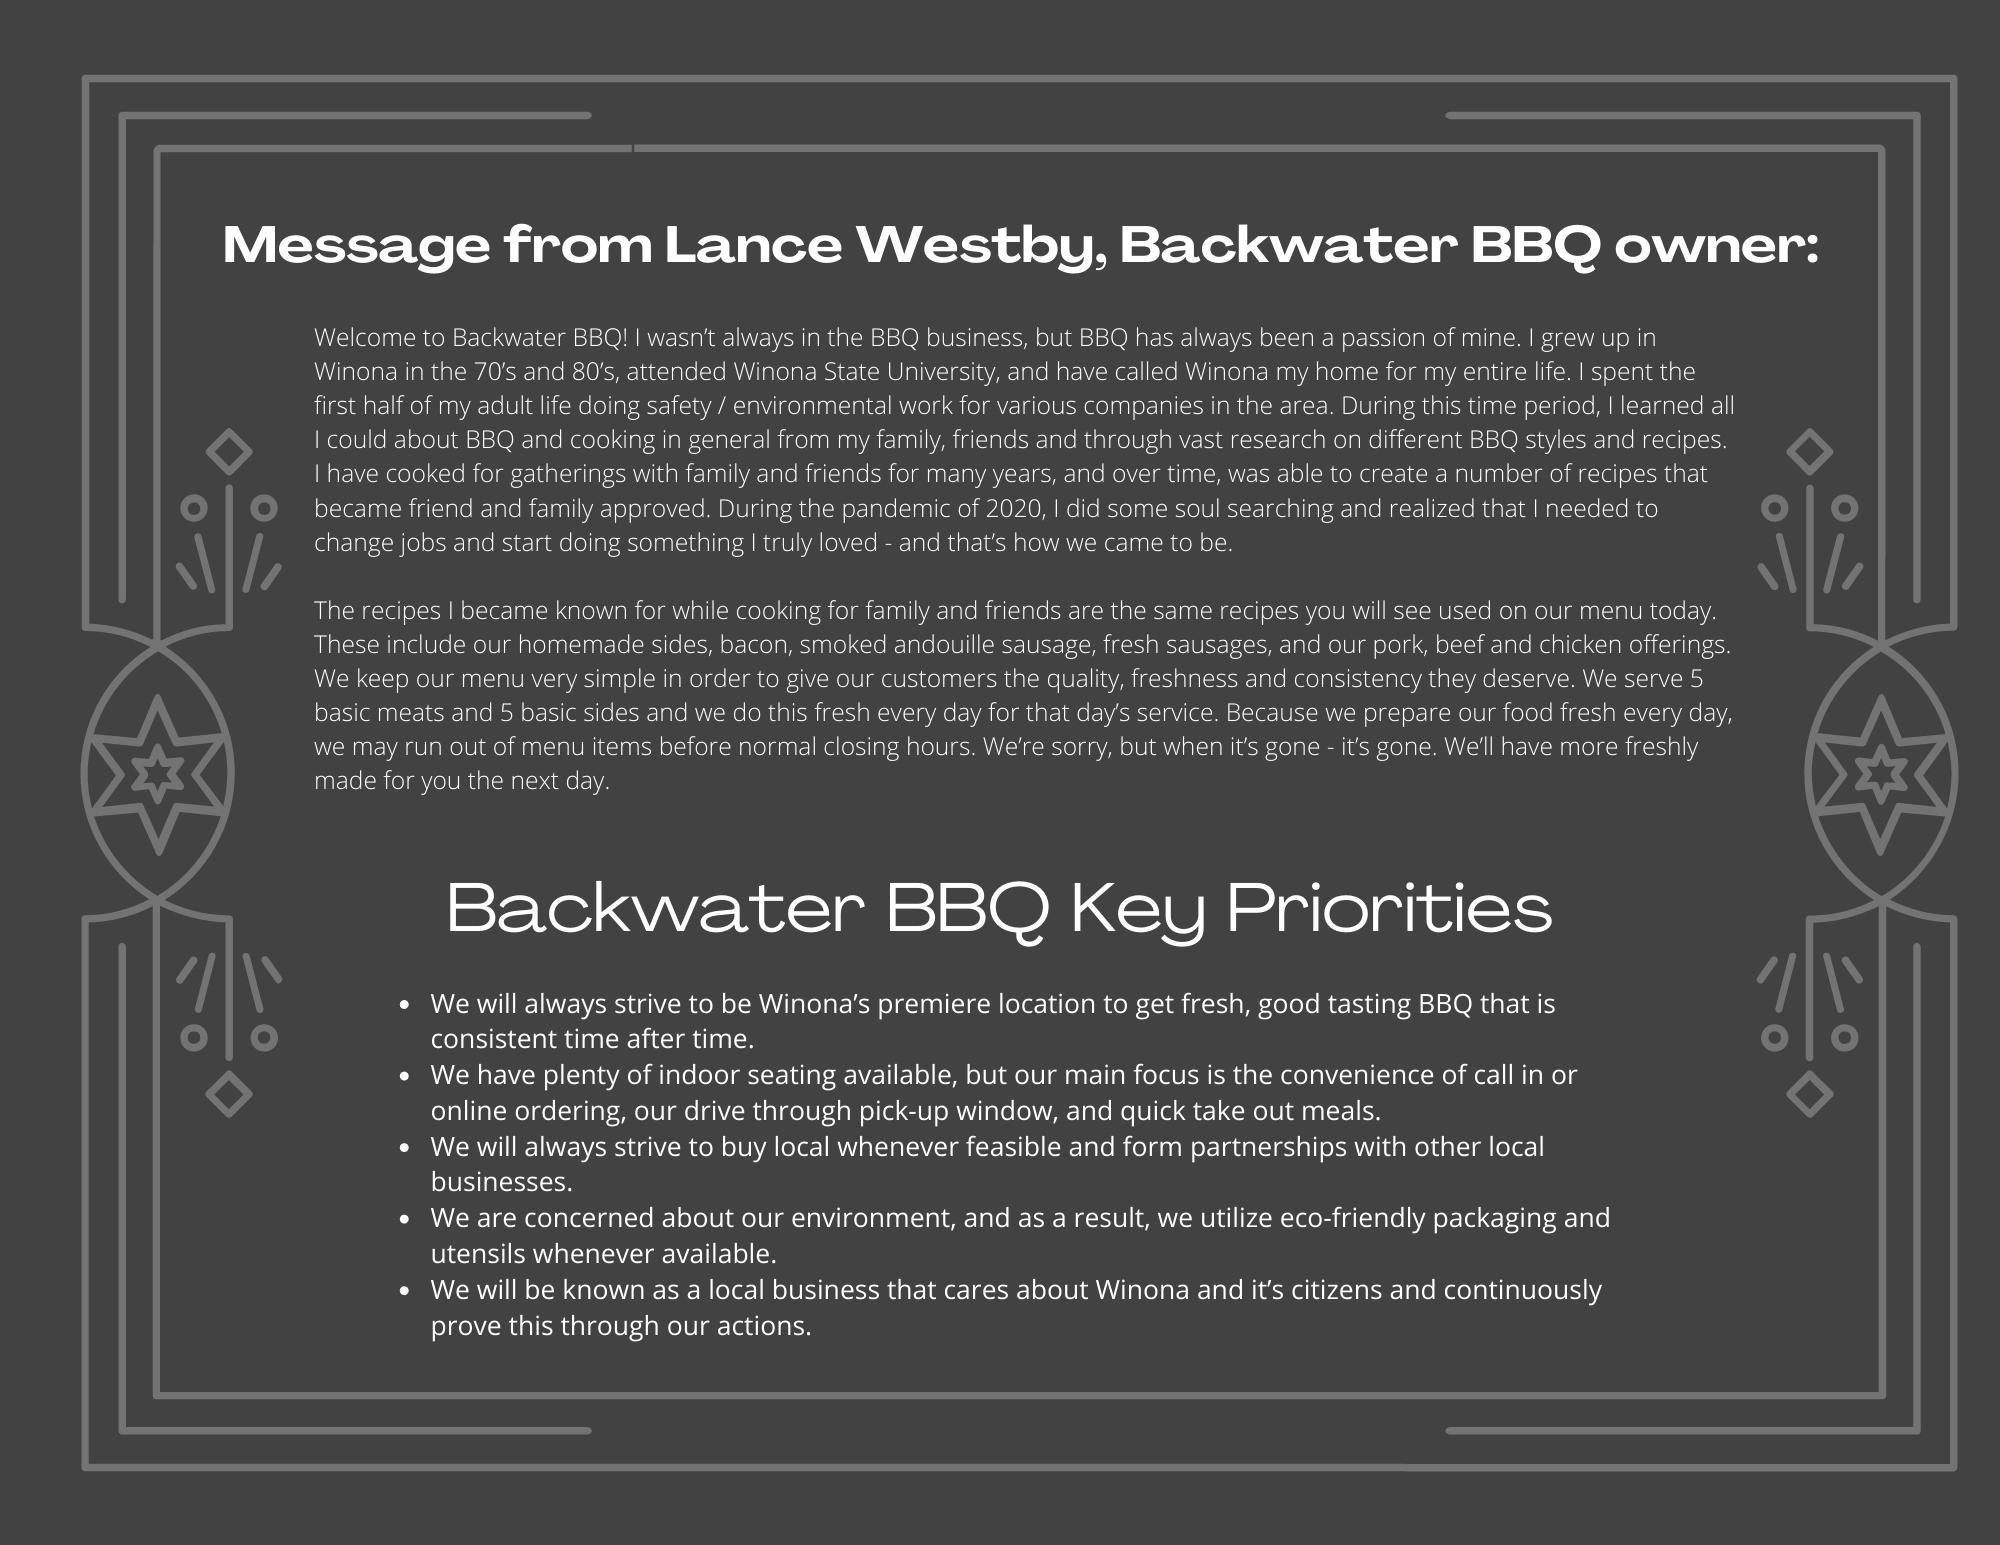 Message from Lance Westby, Backwater BBQ owner:
Welcome to Backwater BBQ! I wasn’t always in the BBQ business, but BBQ has always been a passion of mine. I grew up in
Winona in the 70’s and 80’s, attended Winona State University, and have called Winona my home for my entire life. I spent the
first half of my adult life doing safety / environmental work for various companies in the area. During this time period, I learned all
I could about BBQ and cooking in general from my family, friends and through vast research on different BBQ styles and recipes.
I have cooked for gatherings with family and friends for many years, and over time, was able to create a number of recipes that
became friend and family approved. During the pandemic of 2020, I did some soul searching and realized that I needed to
change jobs and start doing something I truly loved - and that’s how we came to be.
The recipes I became known for while cooking for family and friends are the same recipes you will see used on our menu today.
These include our homemade sides, bacon, smoked andouille sausage, fresh sausages, and our pork, beef and chicken offerings.
We keep our menu very simple in order to give our customers the quality, freshness and consistency they deserve. We serve 5
basic meats and 5 basic sides and we do this fresh every day for that day’s service. Because we prepare our food fresh every day,
we may run out of menu items before normal closing hours. We’re sorry, but when it’s gone - it’s gone. We’ll have more freshly
made for you the next day.
Backwater BBQ Key Priorities
• We will always strive to be Winona’s premiere location to get fresh, good tasting BBQ that is
consistent time after time.
• We have plenty of indoor seating available, but our main focus is the convenience of call in or
online ordering, our drive through pick-up window, and quick take out meals.
• We will always strive to buy local whenever feasible and form partnerships with other local
businesses.
• We are concerned about our environment, and as a result, we utilize eco-friendly packaging and
utensils whenever available.
• We will be known as a local business that cares about Winona and it’s citizens and continuously
prove this through our actions.